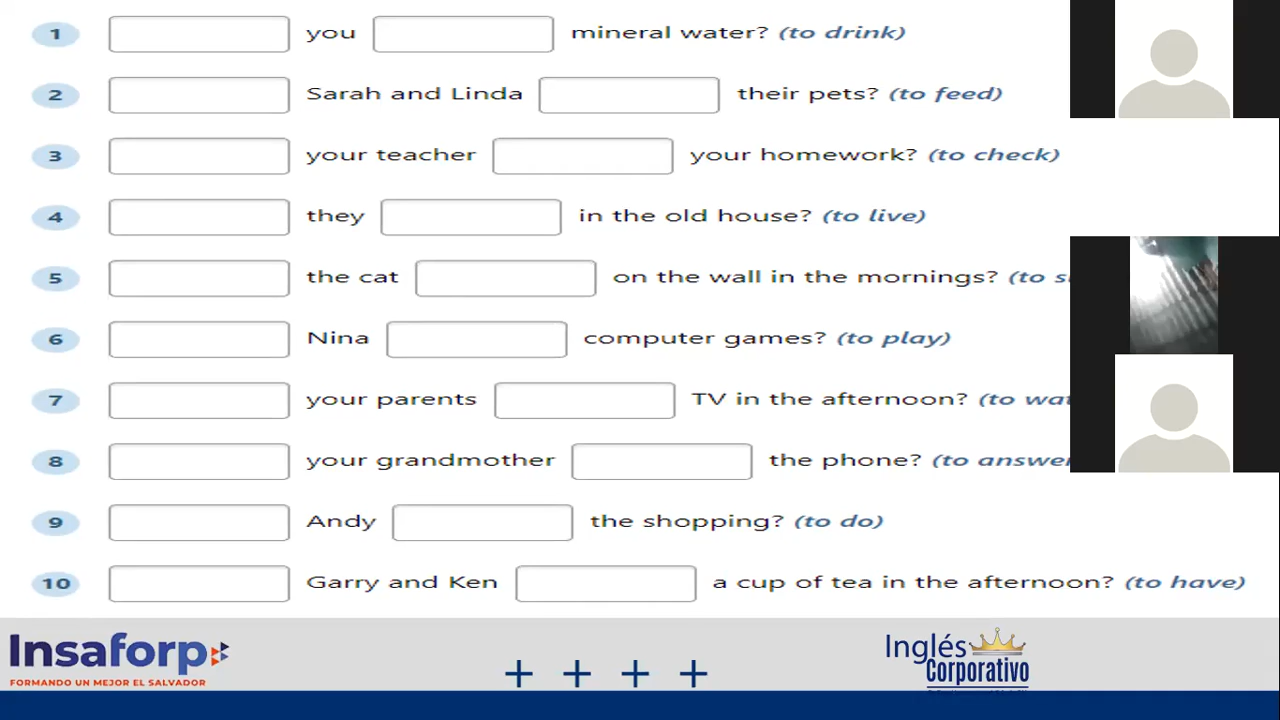 1 you mineral water? (to drink)
2 Sarah and Linda their pets? (to feed)
3 your teacher your homework? (to check)
4 they in the old house? (to live)
5 the cat on the wall in the mornings? (to
6 Nina computer games? (to play)
7 your parents TV in the afternoon? (to
8 your grandmother the phone? (to answer
9 Andy the shopping? (to do)
10 Garry and Ken a cup of tea in the afternoon? (to have)
Insaforp
FORMANDO UN MEJOR EL SALVADOR
+ + + +
Inglés
Corporativo